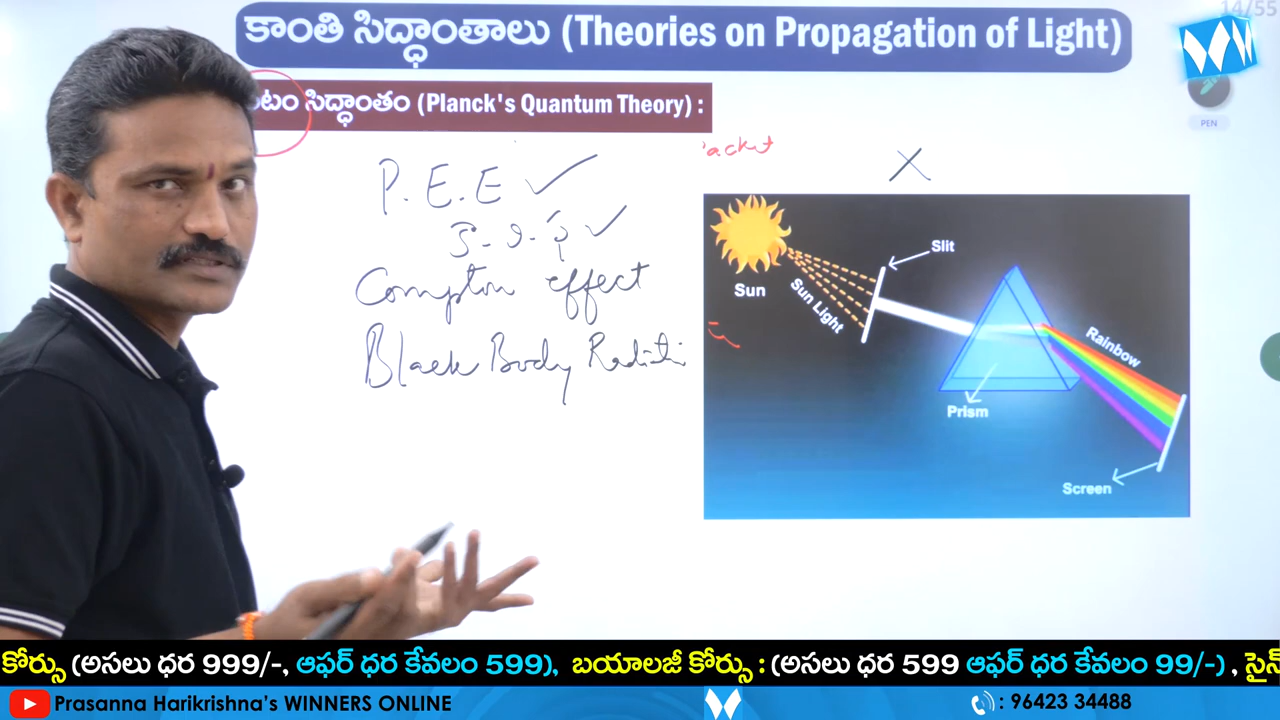 14/55
కాంతి సిద్ధాంతాలు (Theories on Propagation of Light)
సిద్ధాంతం (Planck's Quantum Theory) :
PEN
P. E. E
Compton effect
Black Body
Slit
Sun
Sun Light
Rainbow
Prism
Screen
కోర్సు (అసలు ధర 999/-, ఆఫర్ ధర కేవలం 599), బయాలజీ కోర్సు : (అసలు ధర 599 ఆఫర్ ధర కేవలం 99/-) ,
Prasanna Harikrishna's WINNERS ONLINE
: 96423 34488